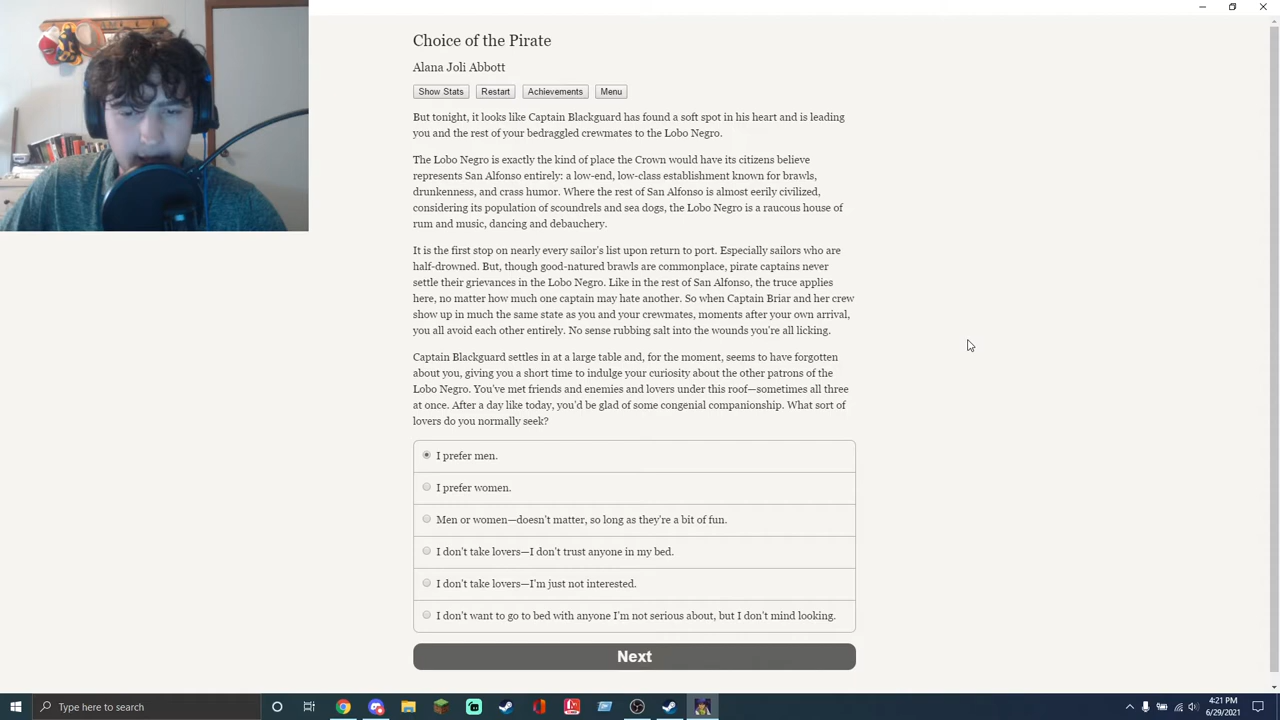 Choice of the Pirate
Alana Joli Abbott
Show Stats Restart Achievements Menu
But tonight, it looks like Captain Blackguard has found a soft spot in his heart and is leading
you and the rest of your bedraggled crewmates to the Lobo Negro.
The Lobo Negro is exactly the kind of place the Crown would have its citizens believe
represents San Alfonso entirely: a low-end, low-class establishment known for brawls,
drunkenness, and crass humor. Where the rest of San Alfonso is almost eerily civilized,
considering its population of scoundrels and sea dogs, the Lobo Negro is a raucous house of
rum and music, dancing and debauchery.
It is the first stop on nearly every sailor's list upon return to port. Especially sailors who are
half-drowned. But, though good-natured brawls are commonplace, pirate captains never
settle their grievances in the Lobo Negro. Like in the rest of San Alfonso, the truce applies
here, no matter how much one captain may hate another. So when Captain Briar and her crew
show up in much the same state as you and your crewmates, moments after your own arrival,
you all avoid each other entirely. No sense rubbing salt into the wounds you're all licking.
Captain Blackguard settles in at a large table and, for the moment, seems to have forgotten
about you, giving you a short time to indulge your curiosity about the other patrons of the
Lobo Negro. You've met friends and enemies and lovers under this roof—sometimes all three
at once. After a day like today, you'd be glad of some congenial companionship. What sort of
lovers do you normally seek?
I prefer men.
I prefer women.
Men or women—doesn't matter, so long as they're a bit of fun.
I don't take lovers—I don't trust anyone in my bed.
I don't take lovers—I'm just not interested.
I don't want to go to bed with anyone I'm not serious about, but I don't mind looking.
Next
Type here to search
4:21 PM
6/29/2021